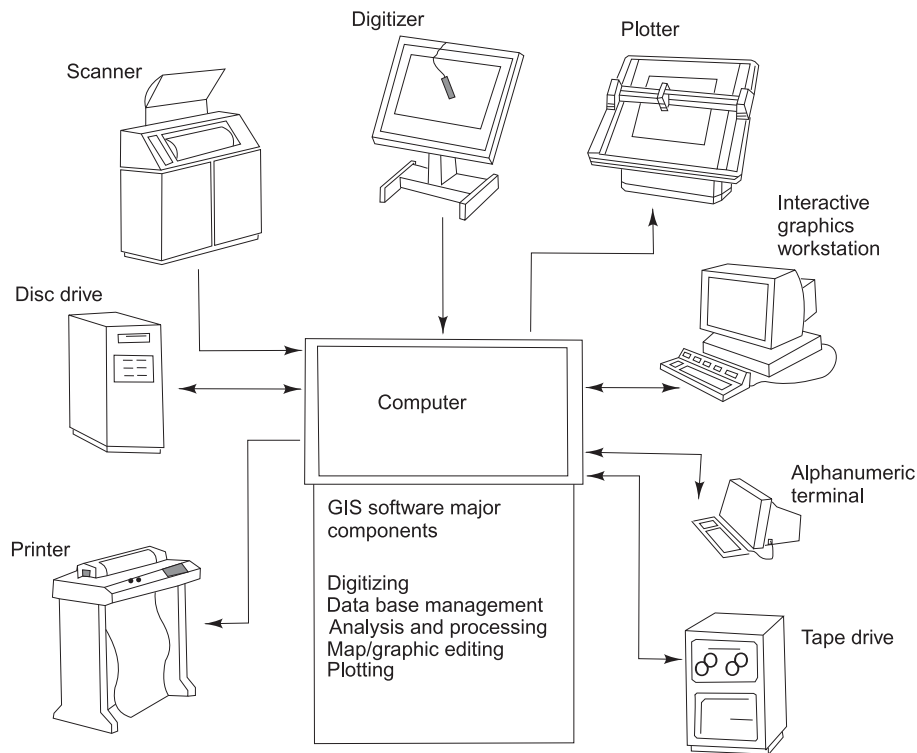 Digitizer
Plotter
Scanner
Interactive
graphics
workstation
Disc drive
Computer
Alphanumeric
terminal
GIS software major
components
Printer
Digitizing
Data base management
Analysis and processing
Map/graphic editing
Plotting
Tape drive